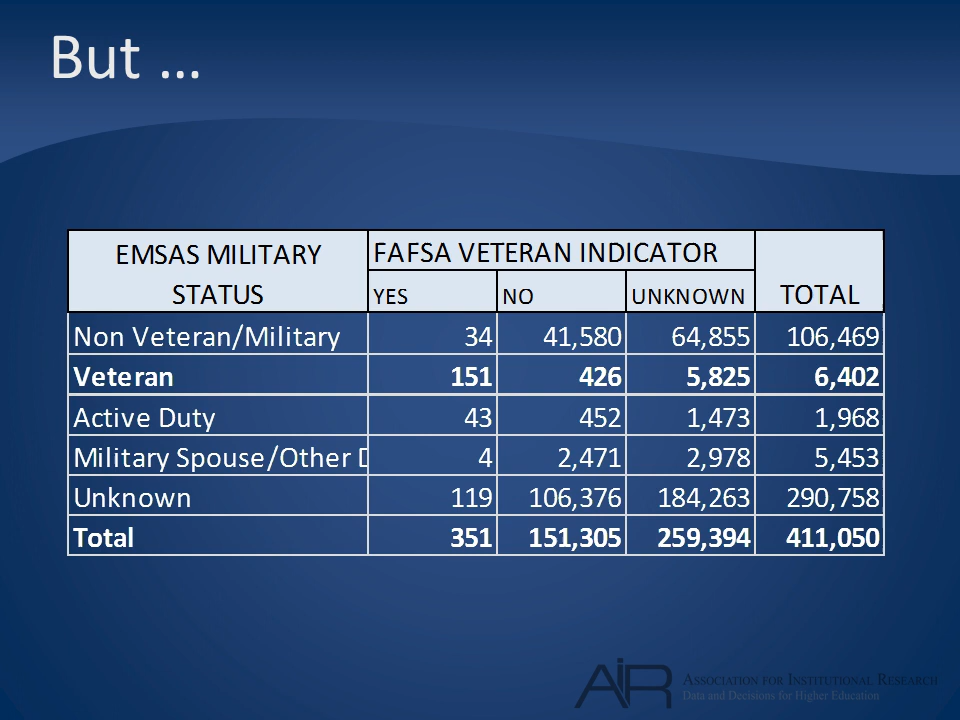 But …
EMSAS MILITARY STATUS FAFSA VETERAN INDICATOR TOTAL
YES NO UNKNOWN
Non Veteran/Military 34 41,580 64,855 106,469
Veteran 151 426 5,825 6,402
Active Duty 43 452 1,473 1,968
Military Spouse/Other D 4 2,471 2,978 5,453
Unknown 119 106,376 184,263 290,758
Total 351 151,305 259,394 411,050
AIR ASSOCIATION FOR INSTITUTIONAL RESEARCH
Data and Decisions for Higher Education